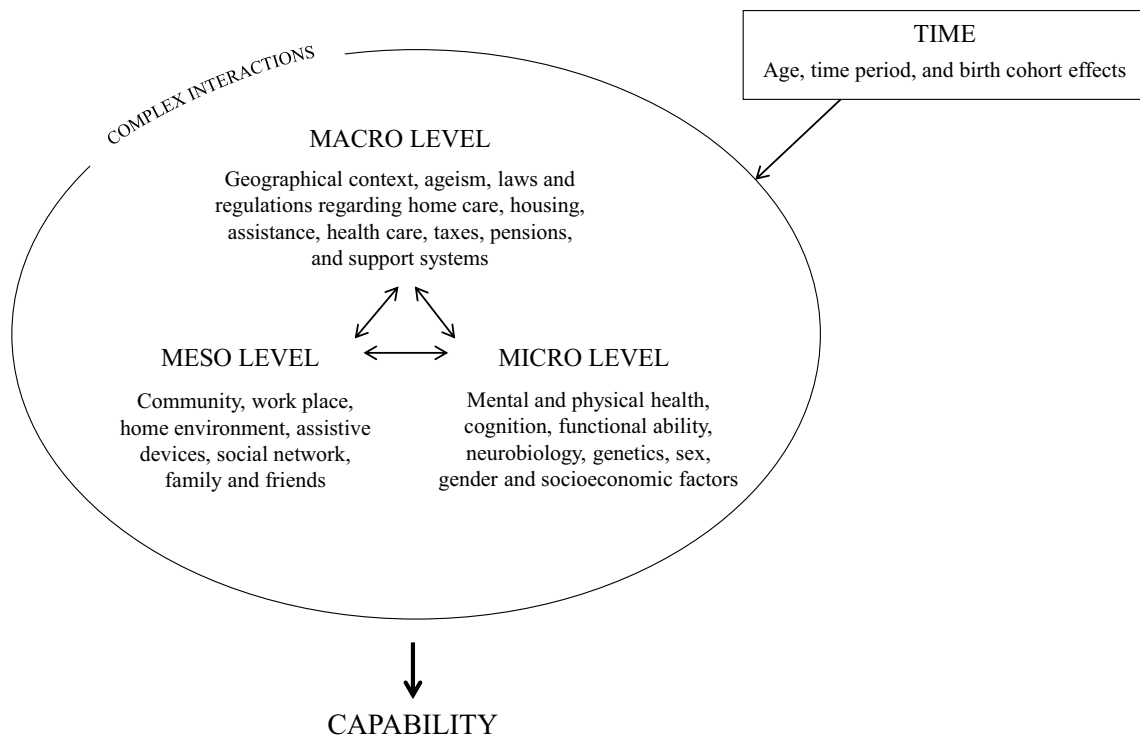 TIME
Age, time period, and birth cohort effects
COMPLEX INTERACTIONS
MACRO LEVEL
Geographical context, ageism, laws and
regulations regarding home care, housing,
assistance, health care, taxes, pensions,
and support systems
MESO LEVEL
Community, work place,
home environment, assistive
devices, social network,
family and friends
MICRO LEVEL
Mental and physical health,
cognition, functional ability,
neurobiology, genetics, sex,
gender and socioeconomic factors
CAPABILITY